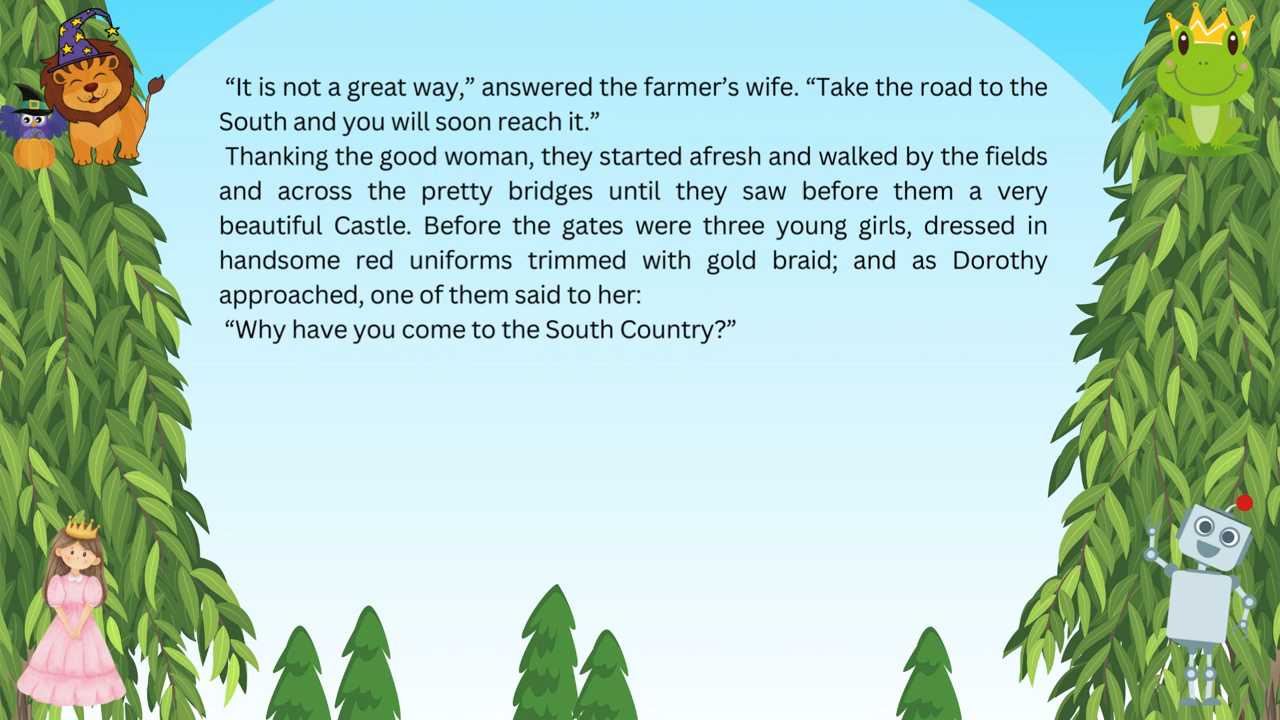 “It is not a great way,” answered the farmer’s wife. “Take the road to the
South and you will soon reach it.”
Thanking the good woman, they started afresh and walked by the fields
and across the pretty bridges until they saw before them a very
beautiful Castle. Before the gates were three young girls, dressed in
handsome red uniforms trimmed with gold braid; and as Dorothy
approached, one of them said to her:
“Why have you come to the South Country?”